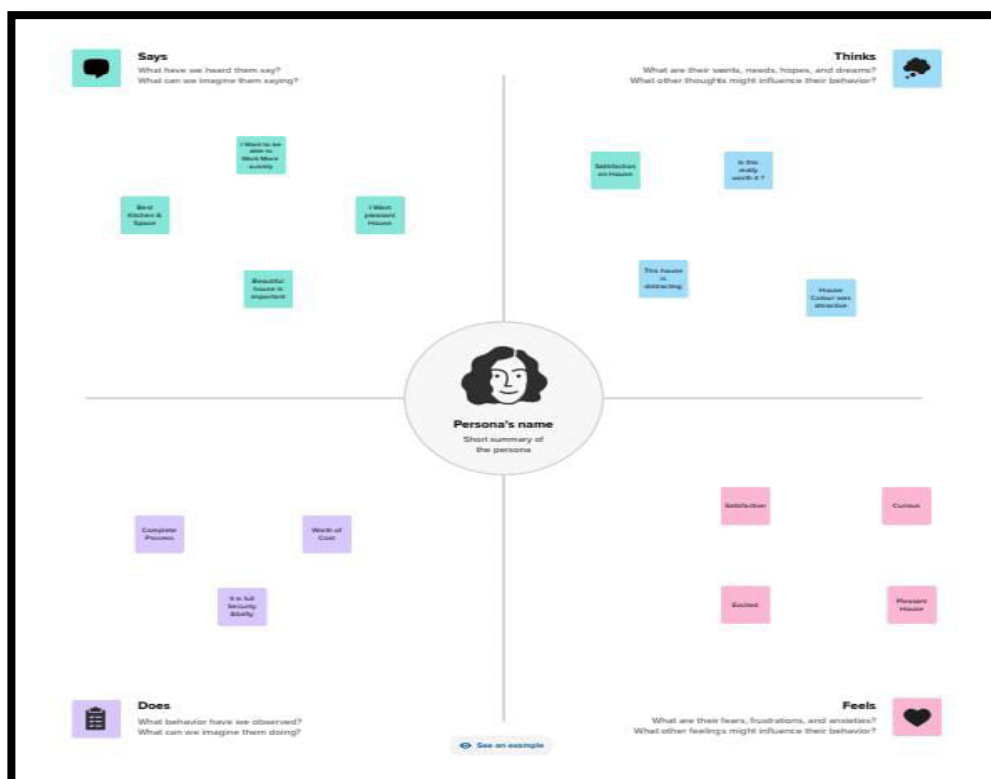 Says
What have we heard them say?
What can we imagine them saying?
Thinks
What are their wants, needs, hopes, and dreams?
What other thoughts might influence their behavior?
I Want to be
able to
Work More
quickly
Best
Kitchen &
Space
I Want
pleasant
House
Beautiful
house is
important
Satisfaction
on House
Is this
really
worth it ?
This house
is
distracting
House
Colour was
attractive
Persona's name
Short summary of
the persona
Complete
Process
Worth of
Cost
It is full
Security
Satisfaction
Curious
Excited
Pleasant
House
Does
What behavior have we observed?
What can we imagine them doing?
Feels
What are their fears, frustrations, and anxieties?
What other feelings might influence their behavior?
See an example